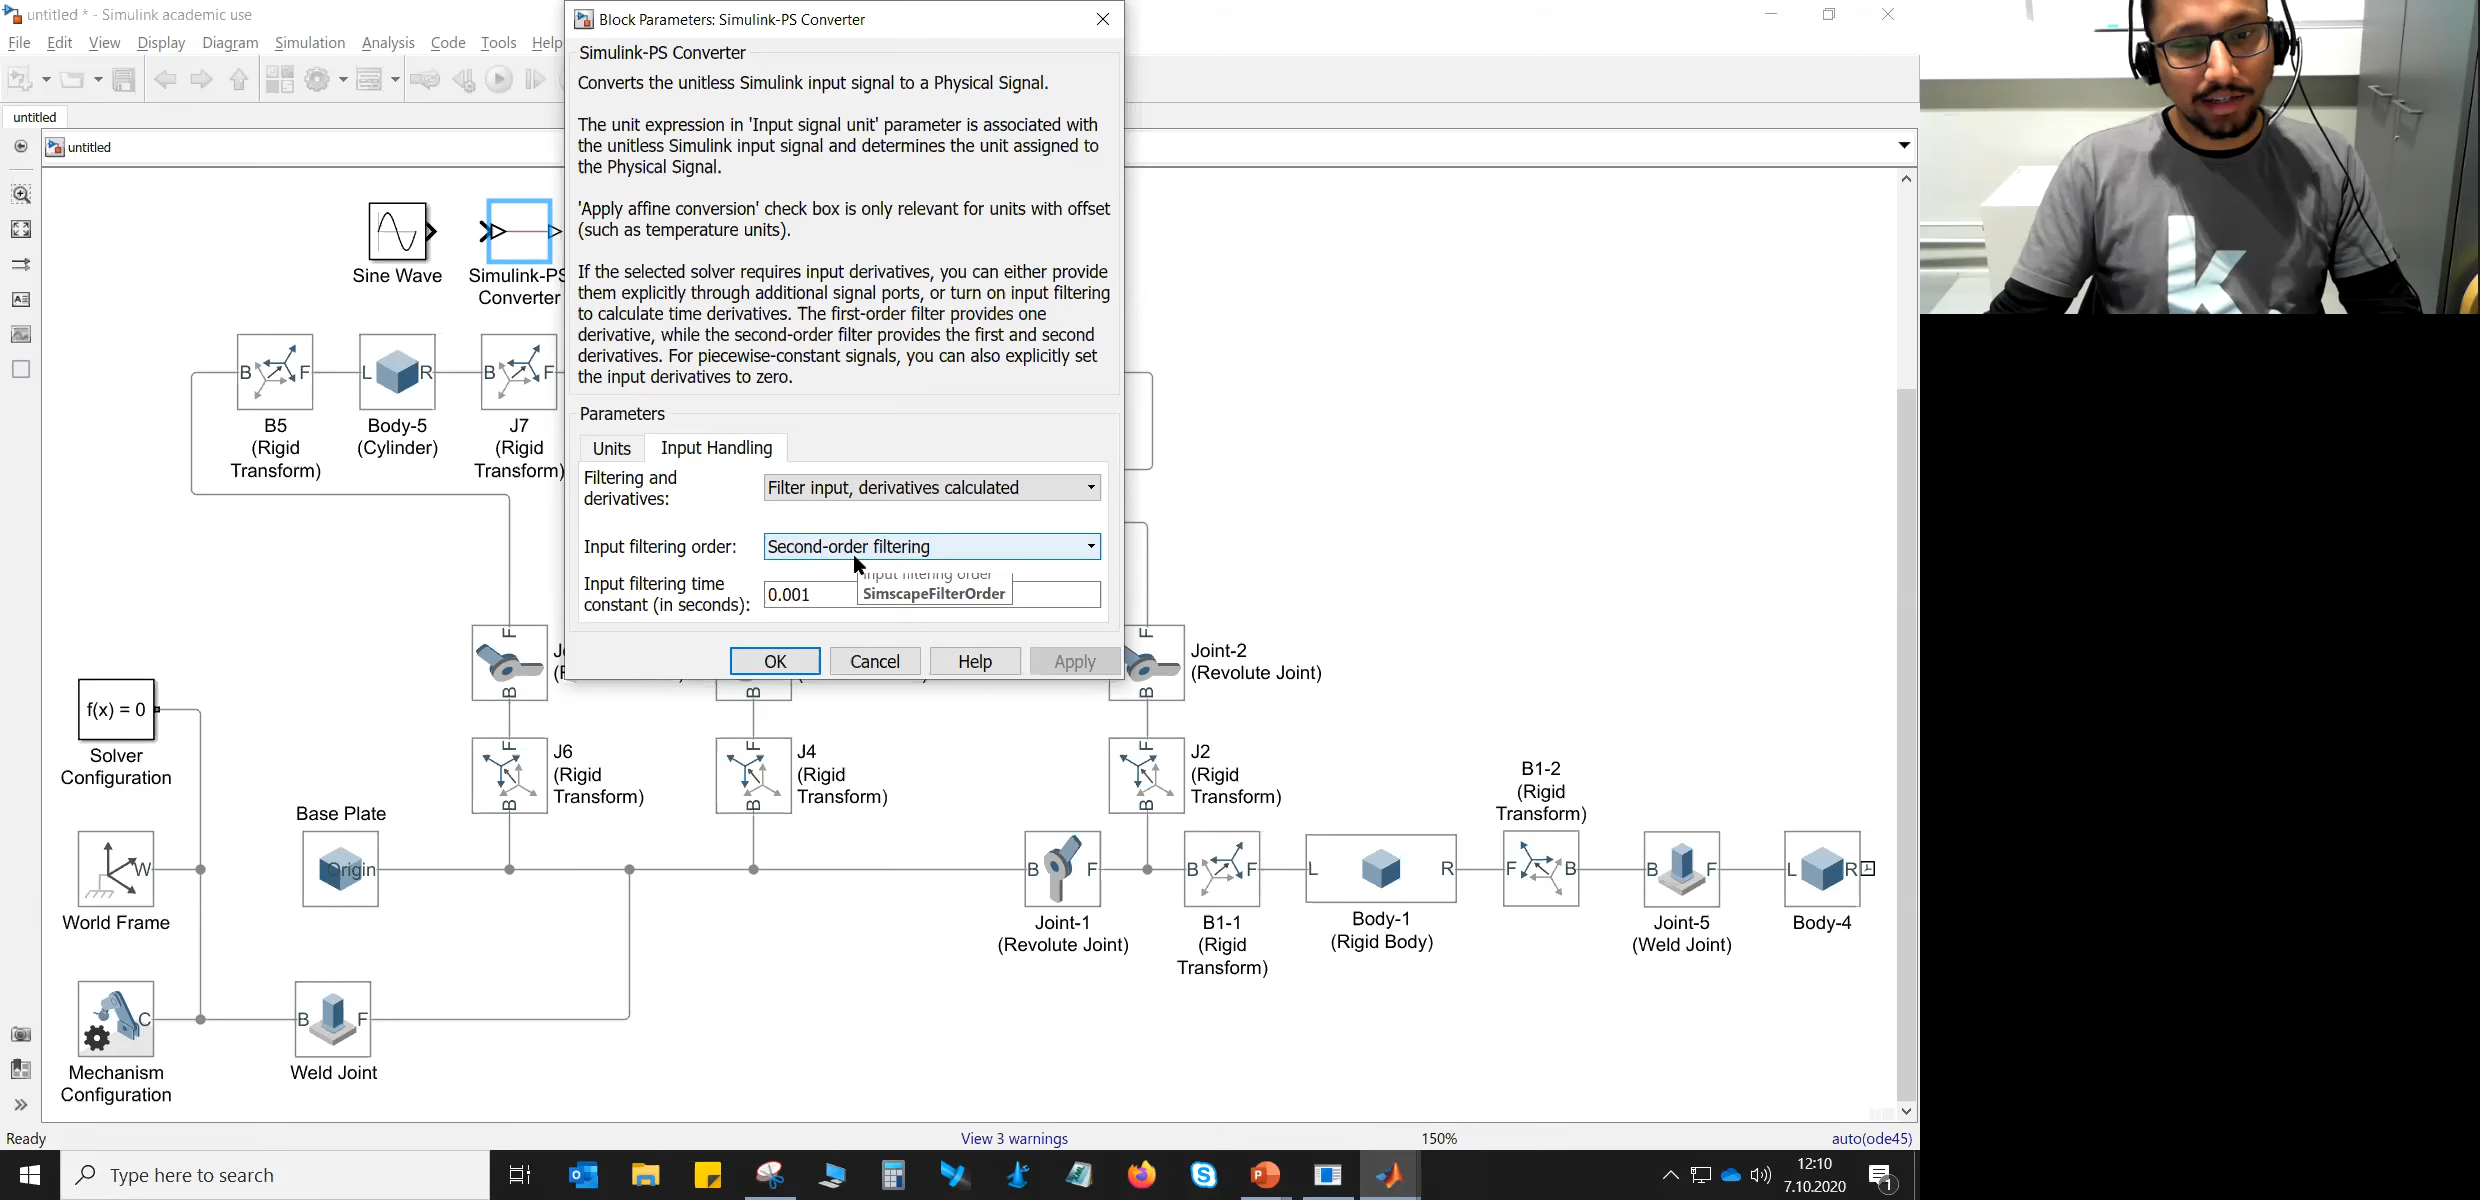 untitled * - Simulink academic use
File Edit View Display Diagram Simulation Analysis Code Tools Help
untitled
untitled
Block Parameters: Simulink-PS Converter
Simulink-PS Converter
Converts the unitless Simulink input signal to a Physical Signal.
The unit expression in 'Input signal unit' parameter is associated with
the unitless Simulink input signal and determines the unit assigned to
the Physical Signal.
'Apply affine conversion' check box is only relevant for units with offset
(such as temperature units).
If the selected solver requires input derivatives, you can either provide
them explicitly through additional signal ports, or turn on input filtering
to calculate time derivatives. The first-order filter provides one
derivative, while the second-order filter provides the first and second
derivatives. For piecewise-constant signals, you can also explicitly set
the input derivatives to zero.
Parameters
Units Input Handling
Filtering and
derivatives:
Filter input, derivatives calculated
Input filtering order:
Second-order filtering
Input filtering order
SimscapeFilterOrder
Input filtering time
constant (in seconds):
0.001
OK Cancel Help Apply
Sine Wave
Simulink-PS
Converter
B F
B5
(Rigid
Transform)
L R
Body-5
(Cylinder)
B F
J7
(Rigid
Transform)
F
B
F
B
J6
(Rigid
Transform)
B
F
B
J4
(Rigid
Transform)
F
B
Joint-2
(Revolute Joint)
F
B
J2
(Rigid
Transform)
f(x) = 0
Solver
Configuration
W
World Frame
C
Mechanism
Configuration
Base Plate
Origin
B F
Weld Joint
B F
Joint-1
(Revolute Joint)
B F
B1-1
(Rigid
Transform)
L R
Body-1
(Rigid Body)
B1-2
(Rigid
Transform)
F B
B F
Joint-5
(Weld Joint)
L R
Body-4
Ready
View 3 warnings
150%
auto(ode45)
Type here to search
12:10
7.10.2020
1
k